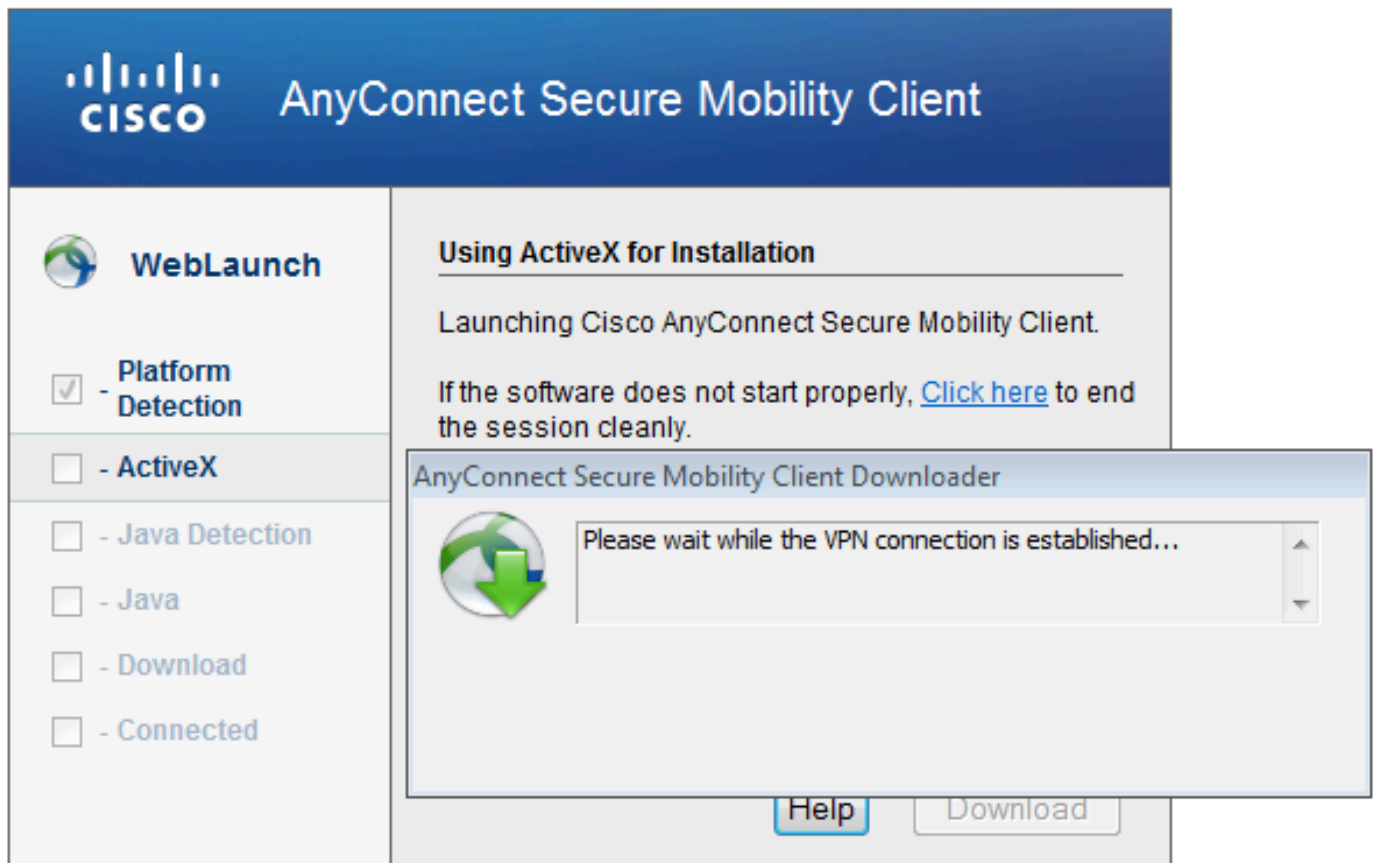 CISCO
AnyConnect Secure Mobility Client
WebLaunch
- Platform
Detection
- ActiveX
- Java Detection
- Java
- Download
- Connected
Using ActiveX for Installation
Launching Cisco AnyConnect Secure Mobility Client.
If the software does not start properly, Click here to end
the session cleanly.
AnyConnect Secure Mobility Client Downloader
Please wait while the VPN connection is established...
Help
Download